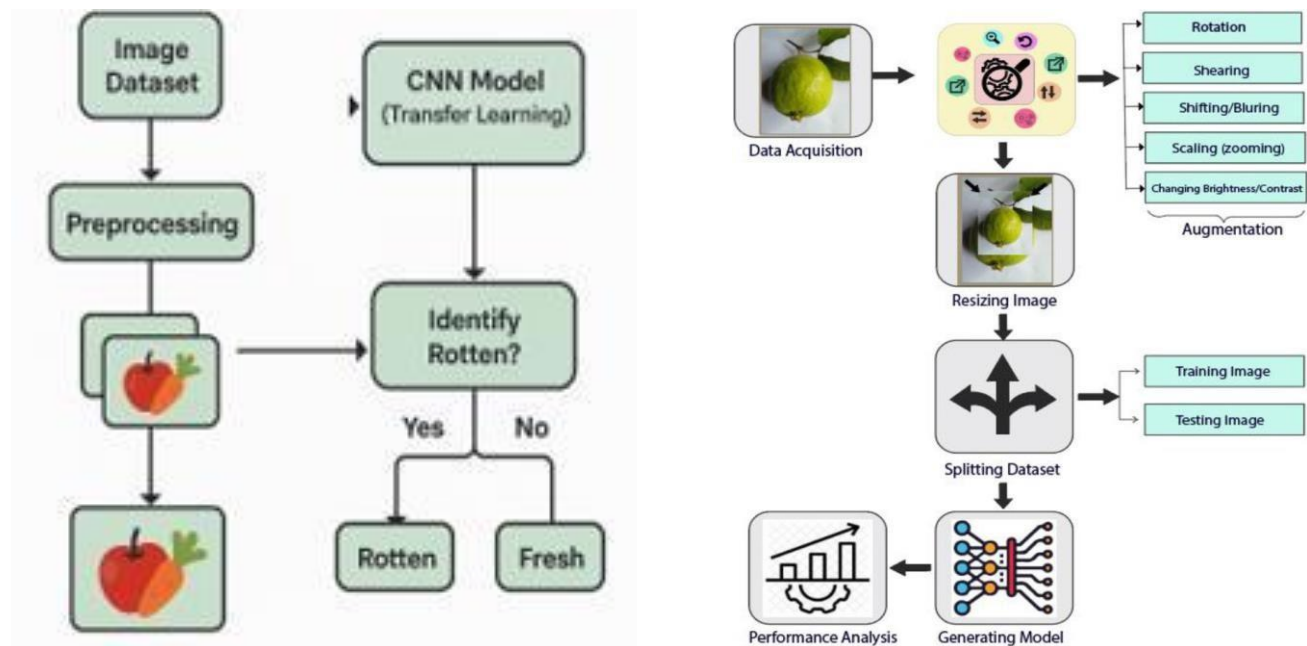 Image
Dataset
Preprocessing
CNN Model
(Transfer Learning)
Identify
Rotten?
Yes
No
Rotten
Fresh
Data Acquisition
Rotation
Shearing
Shifting/Bluring
Scaling (zooming)
Changing Brightness/Contrast
Augmentation
Resizing Image
Splitting Dataset
Training Image
Testing Image
Performance Analysis
Generating Model